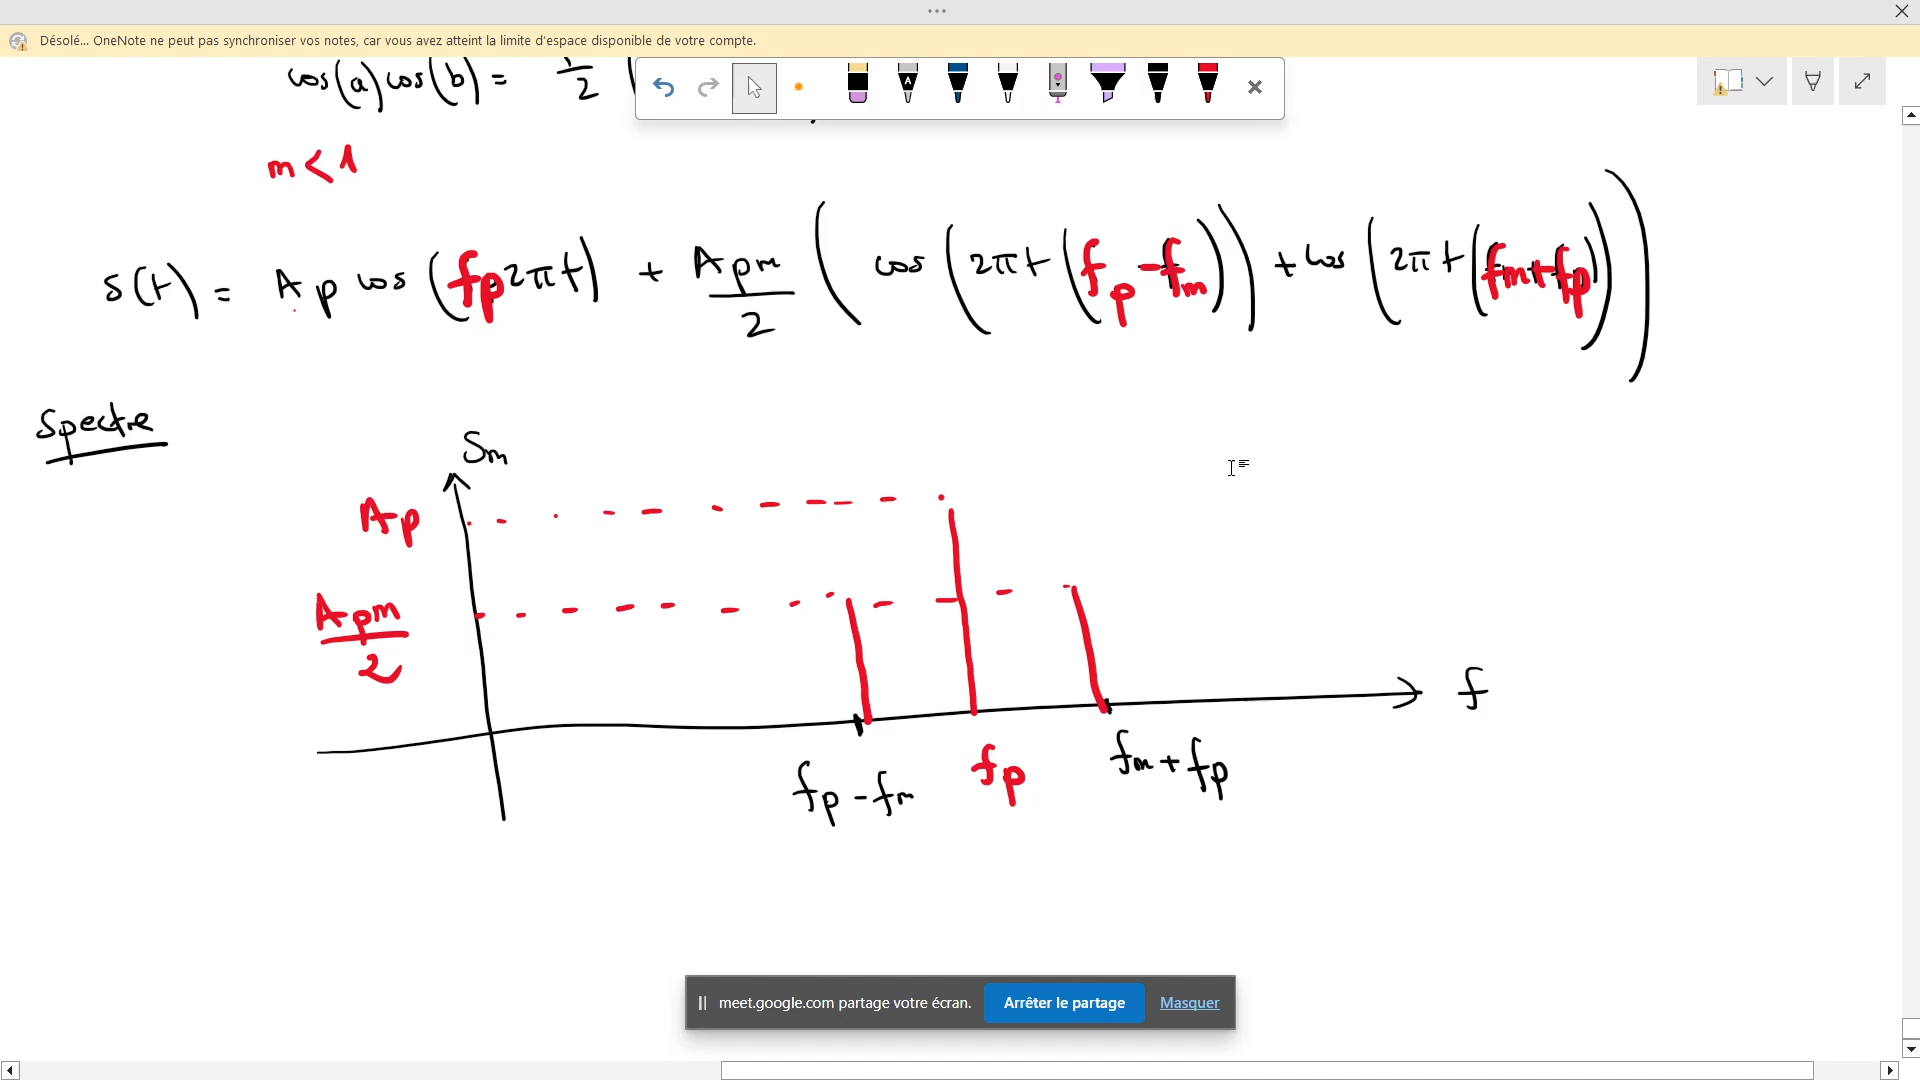 Désolé... OneNote ne peut pas synchroniser vos notes, car vous avez atteint la limite d'espace disponible de votre compte.
cos(a)cos(b) = 1/2 (
m < 1
s(t) = Ap cos(fp 2πt) + Apm/2 (cos(2πt(fp - fm)) + cos(2πt(fm + fp)))
Spectre
Sm
Ap
Apm/2
f
fp - fm
fp
fm + fp
meet.google.com partage votre écran.
Arrêter le partage
Masquer